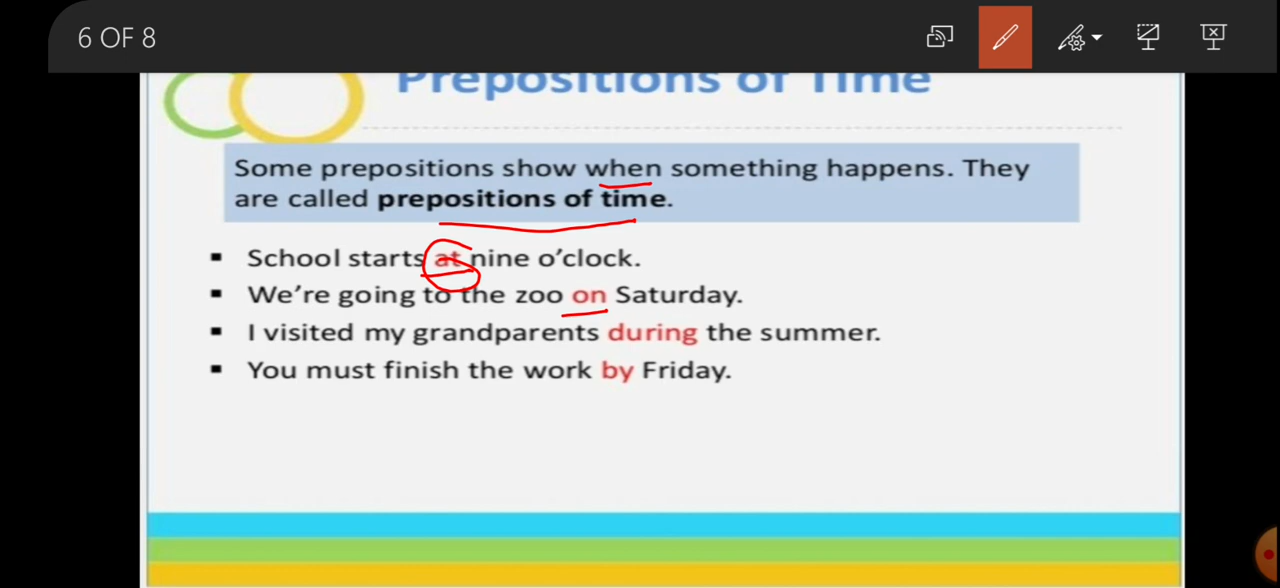 6 OF 8
Prepositions of Time
Some prepositions show when something happens. They
are called prepositions of time.
▪ School starts at nine o’clock.
▪ We’re going to the zoo on Saturday.
▪ I visited my grandparents during the summer.
▪ You must finish the work by Friday.